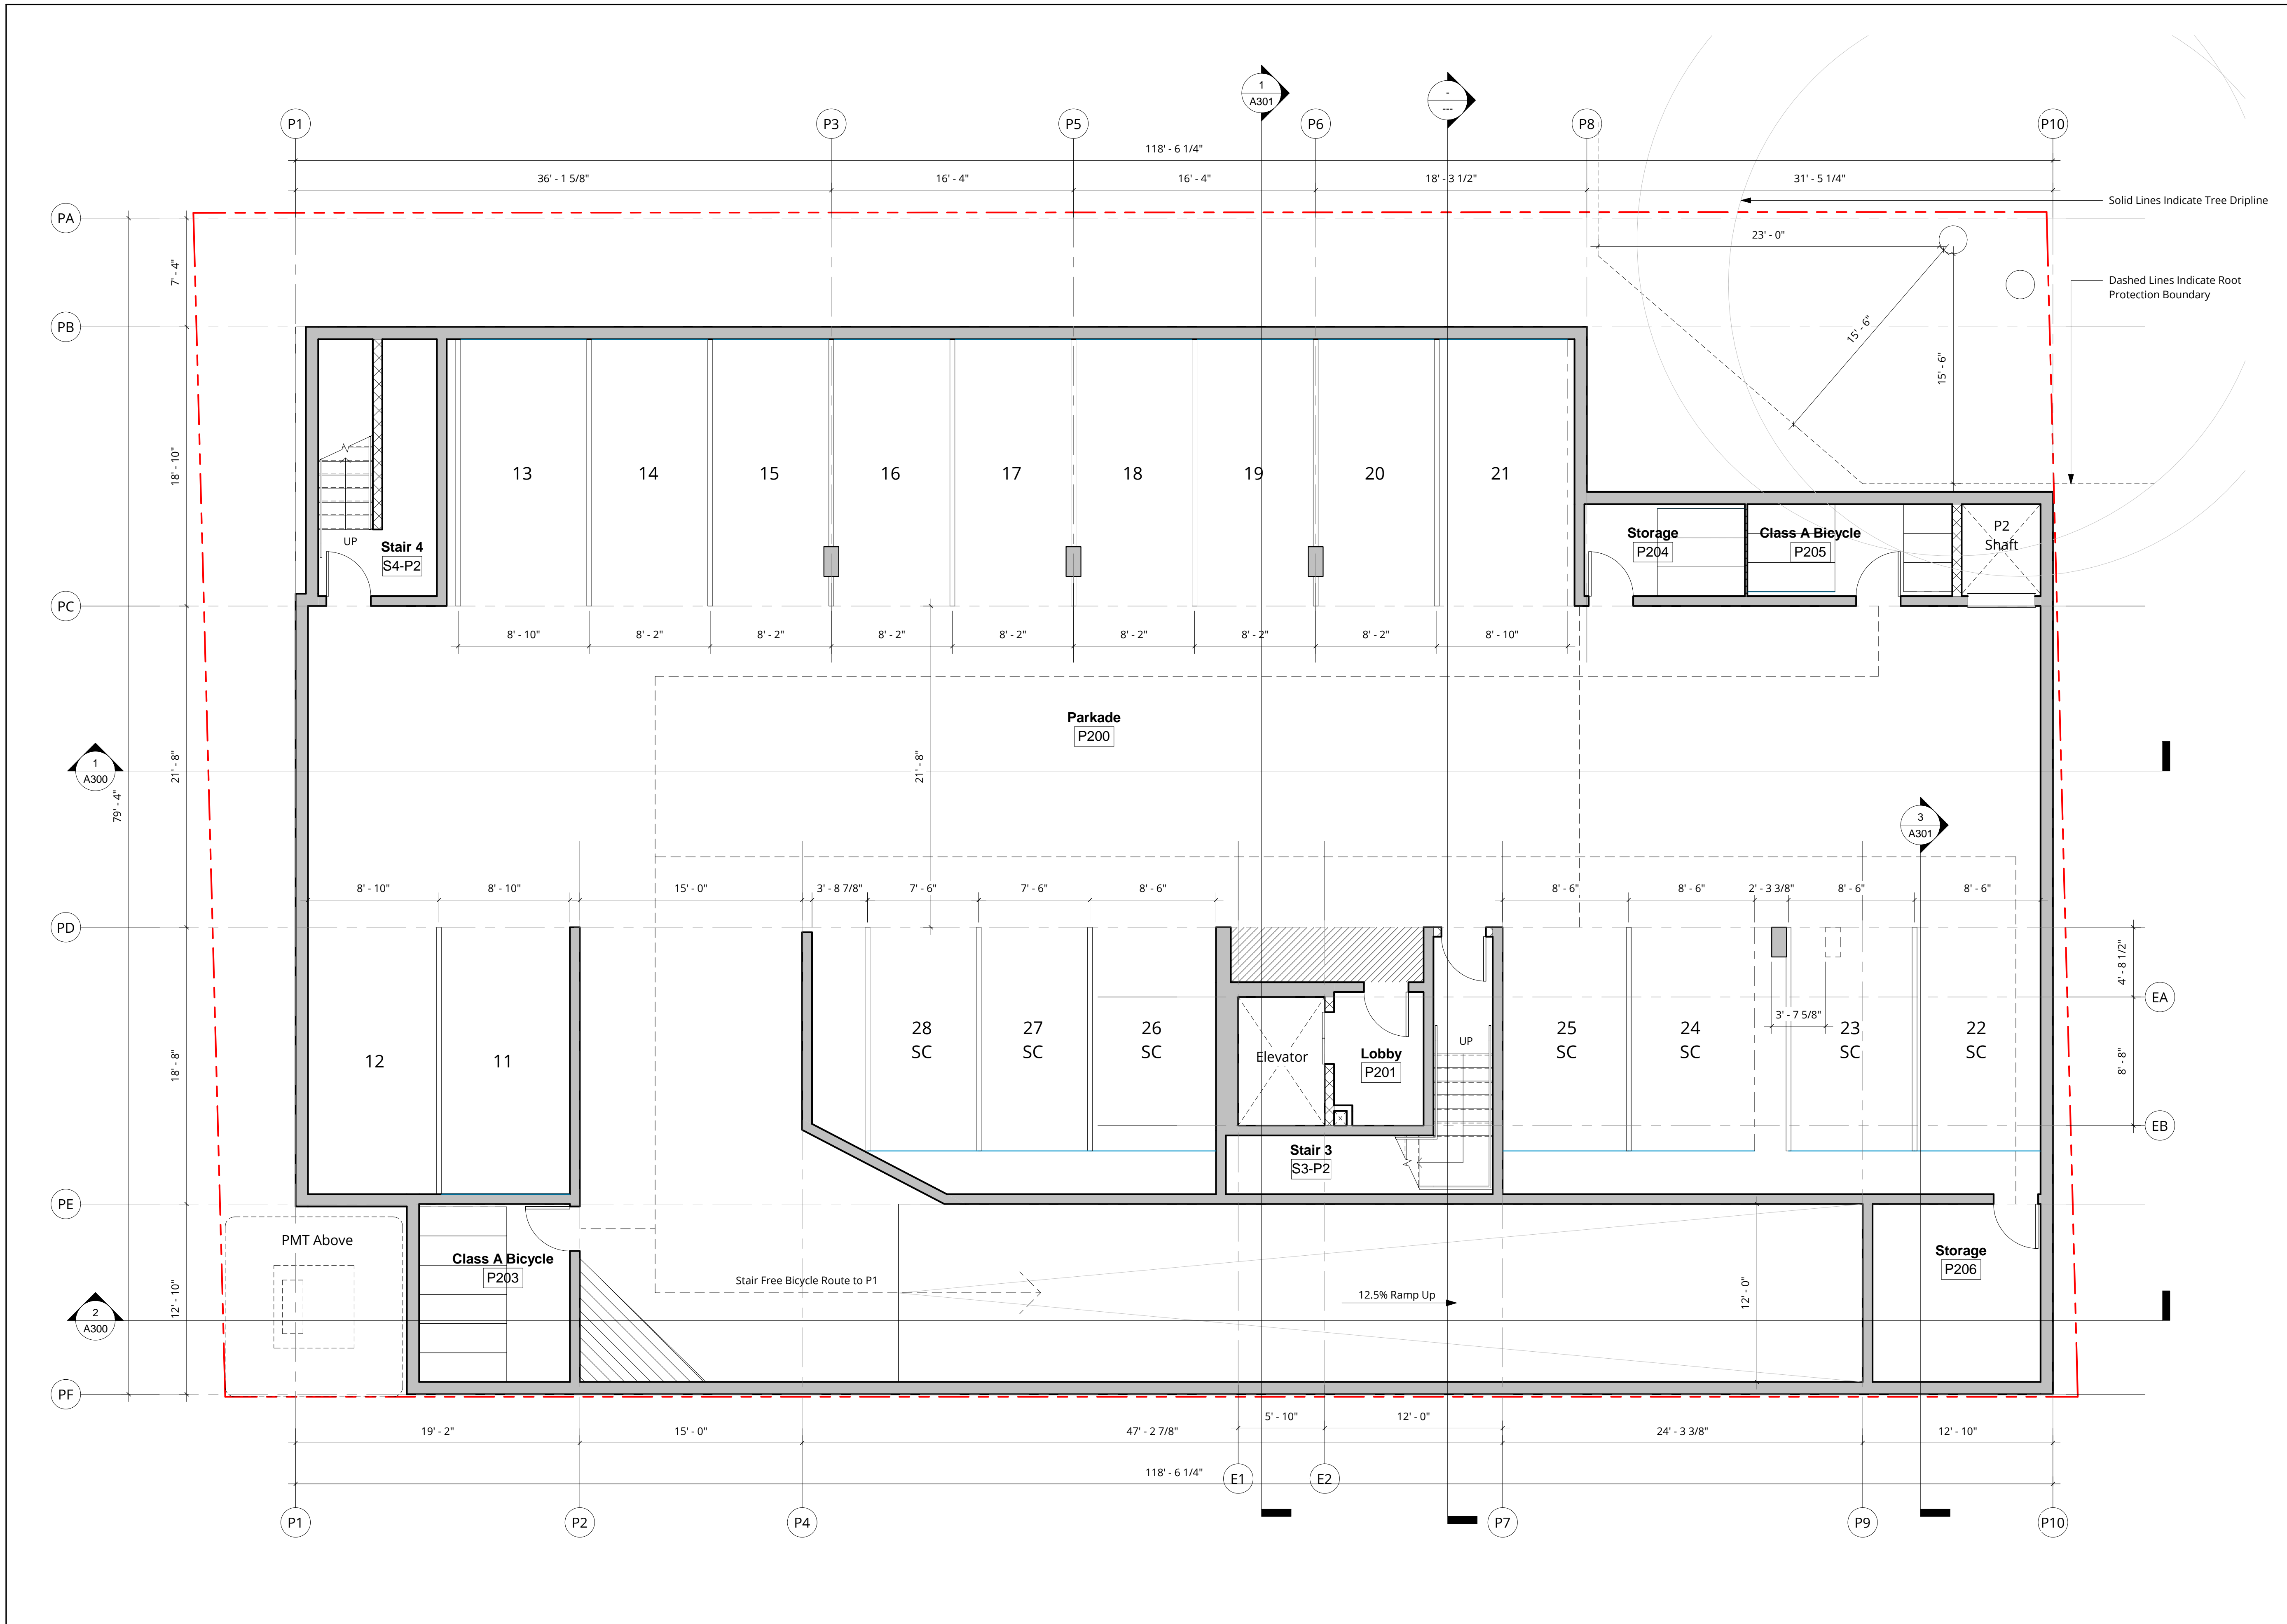 1
A301
-
---
P1
P3
P5
P6
P8
P10
118' - 6 1/4"
36' - 1 5/8"
16' - 4"
16' - 4"
18' - 3 1/2"
31' - 5 1/4"
Solid Lines Indicate Tree Dripline
PA
23' - 0"
7' - 4"
Dashed Lines Indicate Root
Protection Boundary
PB
15' - 6"
15' - 6"
18' - 10"
13
14
15
16
17
18
19
20
21
UP
Stair 4
S4-P2
Storage
P204
Class A Bicycle
P205
P2
Shaft
PC
8' - 10"
8' - 2"
8' - 2"
8' - 2"
8' - 2"
8' - 2"
8' - 2"
8' - 2"
8' - 10"
Parkade
P200
1
A300
21' - 8"
21' - 8"
79' - 4"
3
A301
8' - 10"
8' - 10"
15' - 0"
3' - 8 7/8"
7' - 6"
7' - 6"
8' - 6"
8' - 6"
8' - 6"
2' - 3 3/8"
8' - 6"
8' - 6"
PD
4' - 8 1/2"
EA
3' - 7 5/8"
18' - 8"
12
11
28
SC
27
SC
26
SC
Elevator
Lobby
P201
UP
25
SC
24
SC
23
SC
22
SC
8' - 8"
EB
Stair 3
S3-P2
PE
PMT Above
Class A Bicycle
P203
Stair Free Bicycle Route to P1
12.5% Ramp Up
12' - 0"
Storage
P206
12' - 10"
2
A300
PF
5' - 10"
12' - 0"
19' - 2"
15' - 0"
47' - 2 7/8"
24' - 3 3/8"
12' - 10"
118' - 6 1/4"
E1
E2
P1
P2
P4
P7
P9
P10